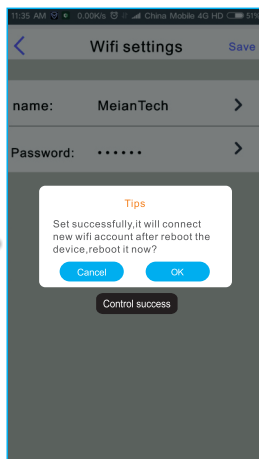 11:35 AM 0.00K/s China Mobile 4G HD 51%
Wifi settings Save
name: MeianTech
Password: ••••••
Tips
Set successfully,it will connect
new wifi account after reboot the
device,reboot it now?
Cancel OK
Control success